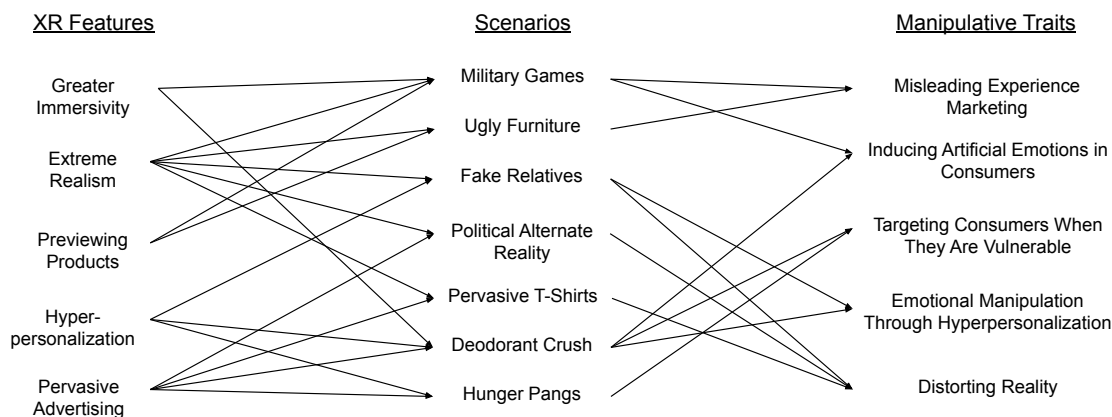 XR Features
Greater
Immersivity
Extreme
Realism
Previewing
Products
Hyper-
personalization
Pervasive
Advertising
Scenarios
Military Games
Ugly Furniture
Fake Relatives
Political Alternate
Reality
Pervasive T-Shirts
Deodorant Crush
Hunger Pangs
Manipulative Traits
Misleading Experience
Marketing
Inducing Artificial Emotions in
Consumers
Targeting Consumers When
They Are Vulnerable
Emotional Manipulation
Through Hyperpersonalization
Distorting Reality